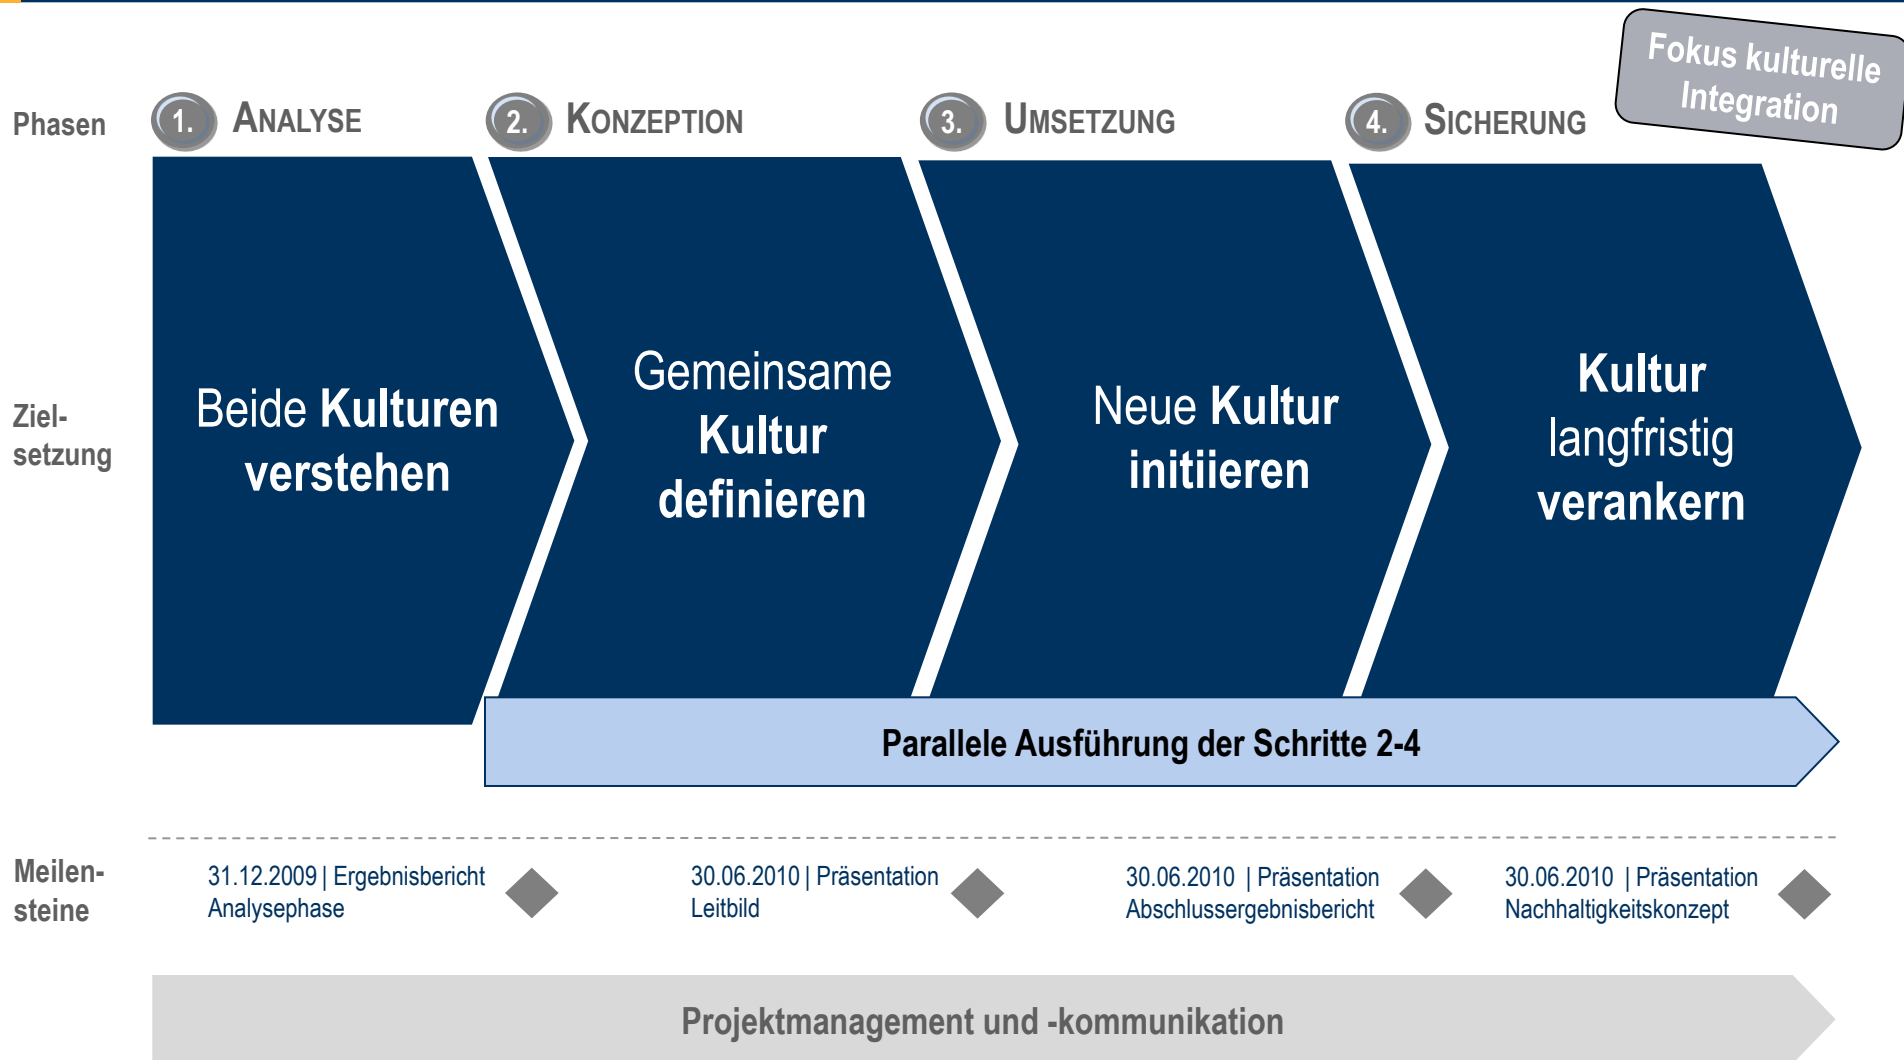 Fokus kulturelle
Integration
Phasen
1. ANALYSE
2. KONZEPTION
3. UMSETZUNG
4. SICHERUNG
Ziel-
setzung
Beide Kulturen
verstehen
Gemeinsame
Kultur
definieren
Neue Kultur
initiieren
Kultur
langfristig
verankern
Parallele Ausführung der Schritte 2-4
Meilen-
steine
31.12.2009 | Ergebnisbericht
Analysephase
30.06.2010 | Präsentation
Leitbild
30.06.2010 | Präsentation
Abschlussergebnisbericht
30.06.2010 | Präsentation
Nachhaltigkeitskonzept
Projektmanagement und -kommunikation